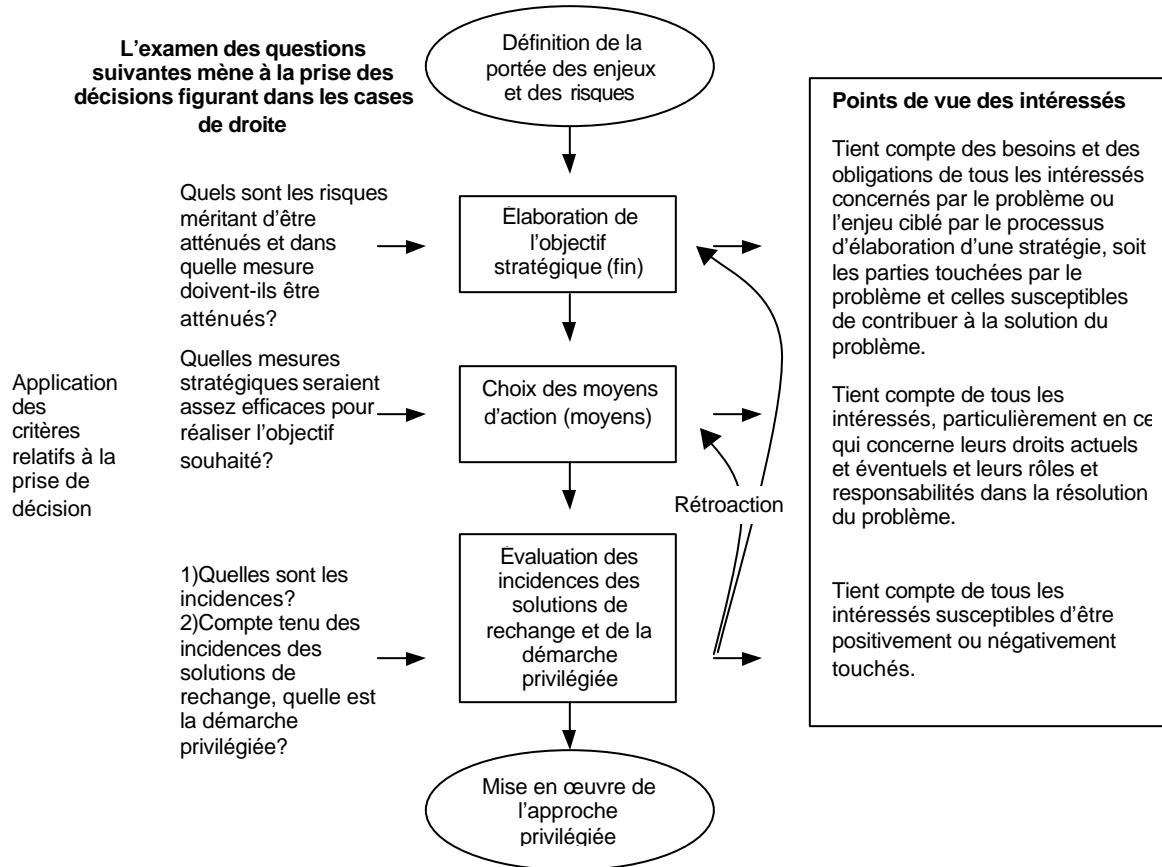 L'examen des questions
suivantes mène à la prise des
décisions figurant dans les cases
de droite
Définition de la
portée des enjeux
et des risques
Quels sont les risques
méritant d'être
atténués et dans
quelle mesure
doivent-ils être
atténués?
Élaboration de
l'objectif
stratégique (fin)
Application
des
critères
relatifs à la
prise de
décision
Quelles mesures
stratégiques seraient
assez efficaces pour
réaliser l'objectif
souhaité?
Choix des moyens
d'action (moyens)
Rétroaction
1)Quelles sont les
incidences?
2)Compte tenu des
incidences des
solutions de
rechange, quelle est
la démarche
privilégiée?
Évaluation des
incidences des
solutions de
rechange et de la
démarche
privilégiée
Mise en œuvre de
l'approche
privilégiée
Points de vue des intéressés
Tient compte des besoins et des
obligations de tous les intéressés
concernés par le problème ou
l'enjeu ciblé par le processus
d'élaboration d'une stratégie, soit
les parties touchées par le
problème et celles susceptibles
de contribuer à la solution du
problème.
Tient compte de tous les
intéressés, particulièrement en ce
qui concerne leurs droits actuels
et éventuels et leurs rôles et
responsabilités dans la résolution
du problème.
Tient compte de tous les
intéressés susceptibles d'être
positivement ou négativement
touchés.